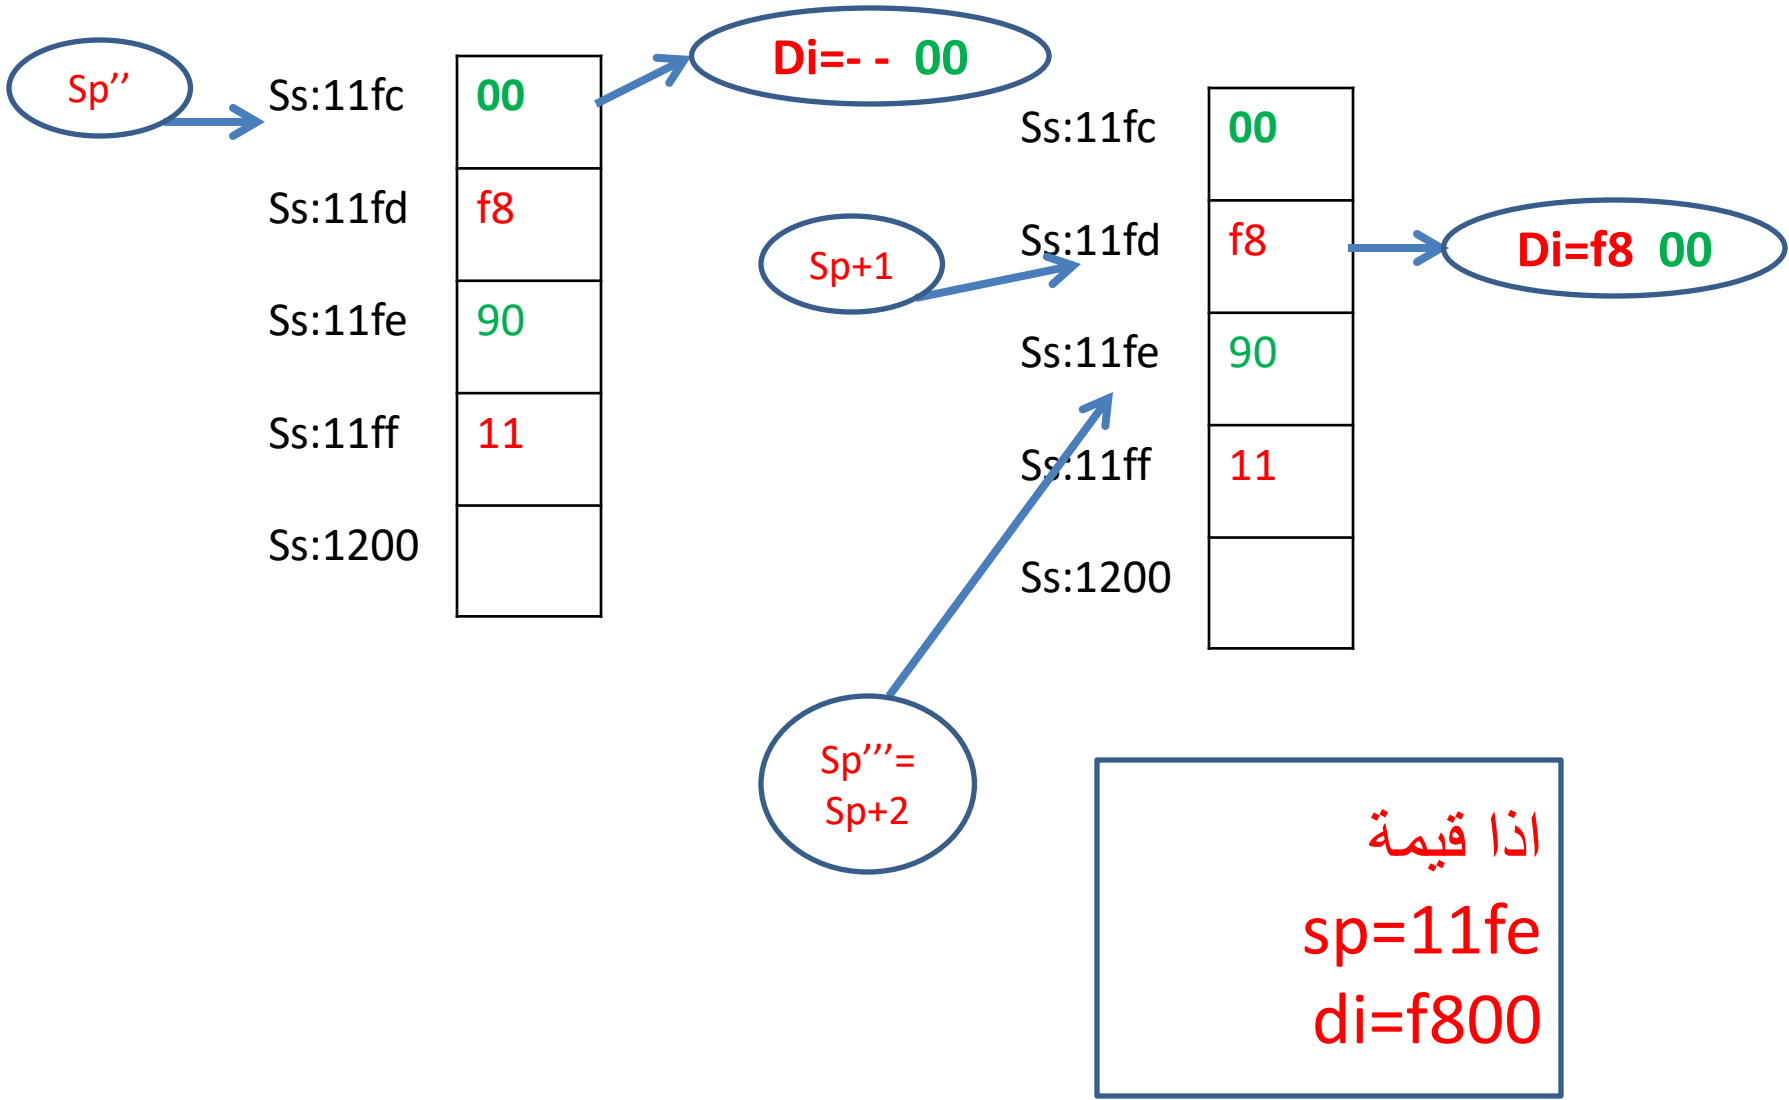 Sp’’
Ss:11fc
00
Di=- - 00
Ss:11fd
f8
Ss:11fe
90
Ss:11ff
11
Ss:1200
Ss:11fc
00
Sp+1
Ss:11fd
f8
Di=f8 00
Ss:11fe
90
Ss:11ff
11
Ss:1200
Sp’’’=
Sp+2
اذا قيمة
sp=11fe
di=f800